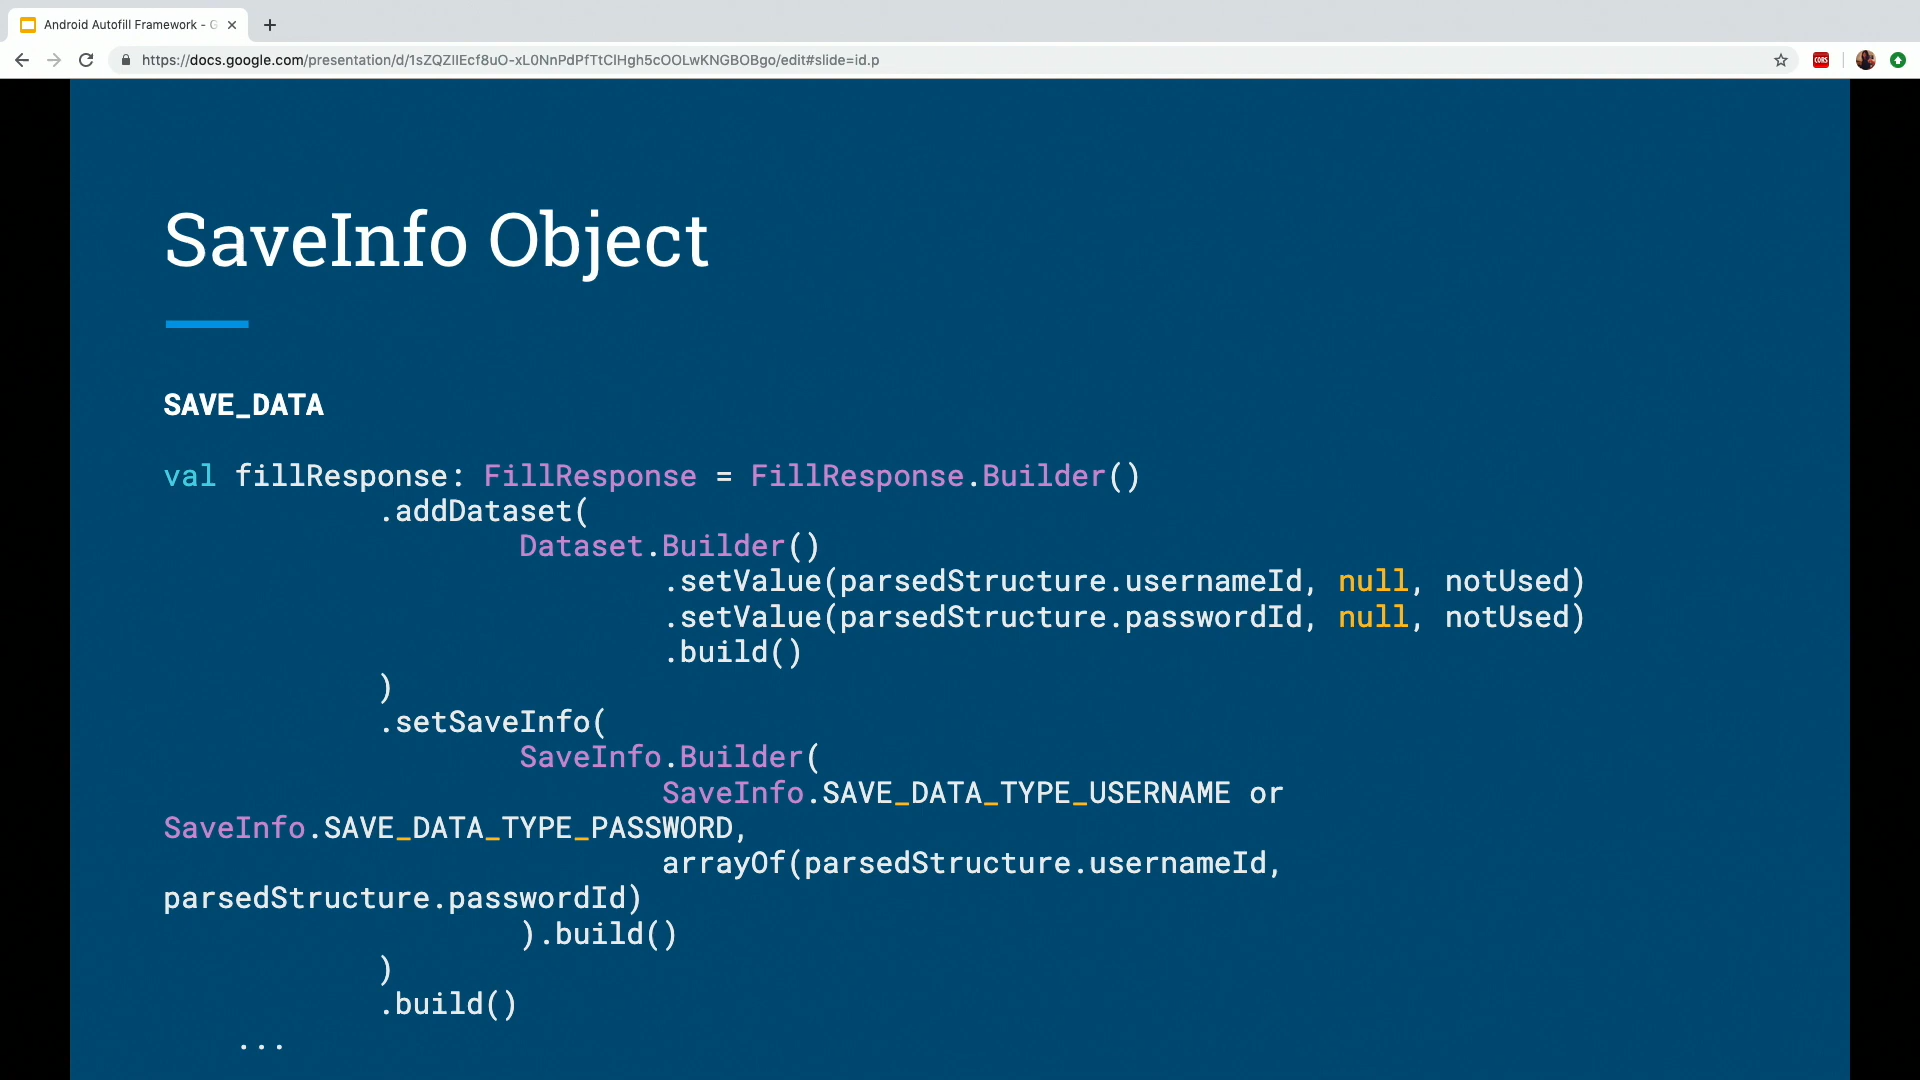 Android Autofill Framework - G
https://docs.google.com/presentation/d/1sZQZIlEcf8uO-xL0NnPdPfTtClHgh5cOOLwKNGBOBgo/edit#slide=id.p
CORS
SaveInfo Object
SAVE_DATA
val fillResponse: FillResponse = FillResponse.Builder()
.addDataset(
Dataset.Builder()
.setValue(parsedStructure.usernameId, null, notUsed)
.setValue(parsedStructure.passwordId, null, notUsed)
.build()
)
.setSaveInfo(
SaveInfo.Builder(
SaveInfo.SAVE_DATA_TYPE_USERNAME or
SaveInfo.SAVE_DATA_TYPE_PASSWORD,
arrayOf(parsedStructure.usernameId,
parsedStructure.passwordId)
).build()
)
.build()
...